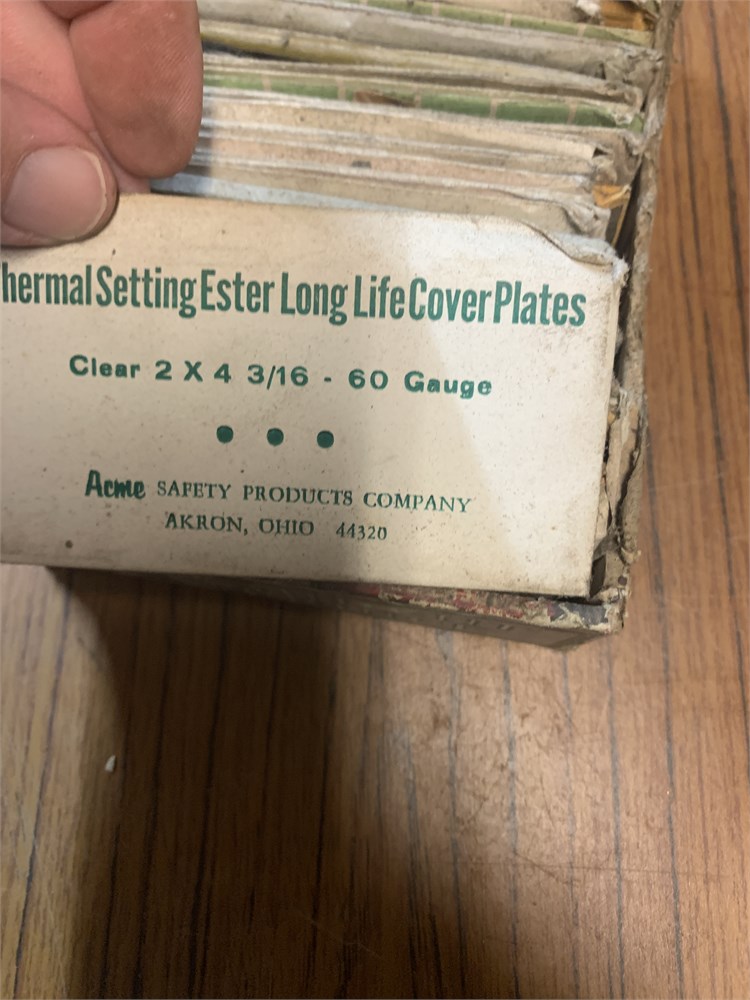 hermal Setting Ester Long Life Cover Plates
Clear 2 X 4 3/16 - 60 Gauge
Acme SAFETY PRODUCTS COMPANY
AKRON, OHIO 44320